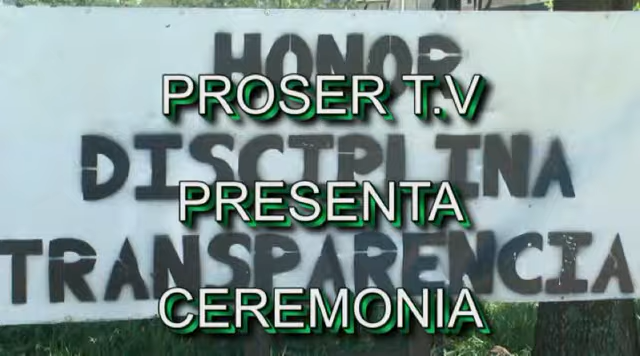 HONOR
PROSER T.V
DISCIPLINA
PRESENTA
TRANSPARENCIA
CEREMONIA